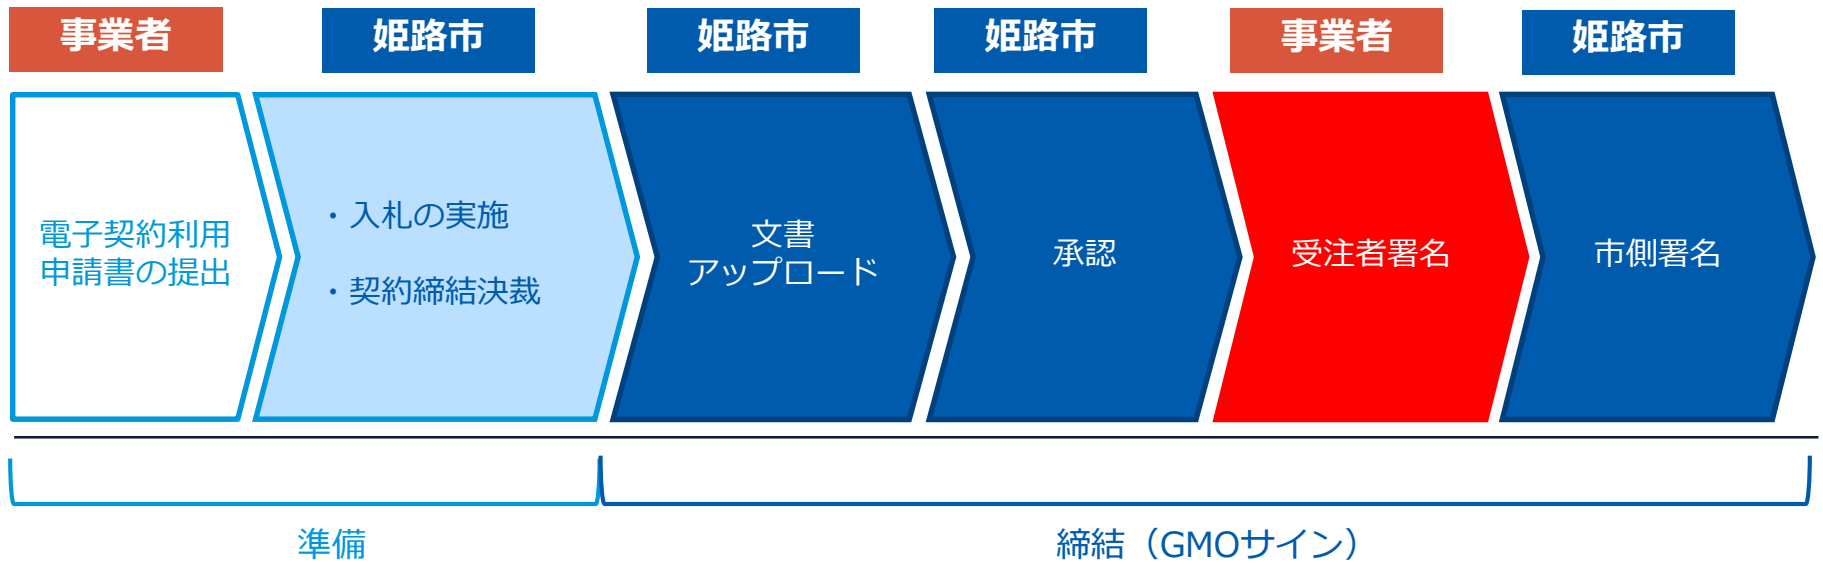 事業者
姫路市
姫路市
姫路市
事業者
姫路市
電子契約利用
申請書の提出
・入札の実施
・契約締結決裁
文書
アップロード
承認
受注者署名
市側署名
準備
締結（GMOサイン）